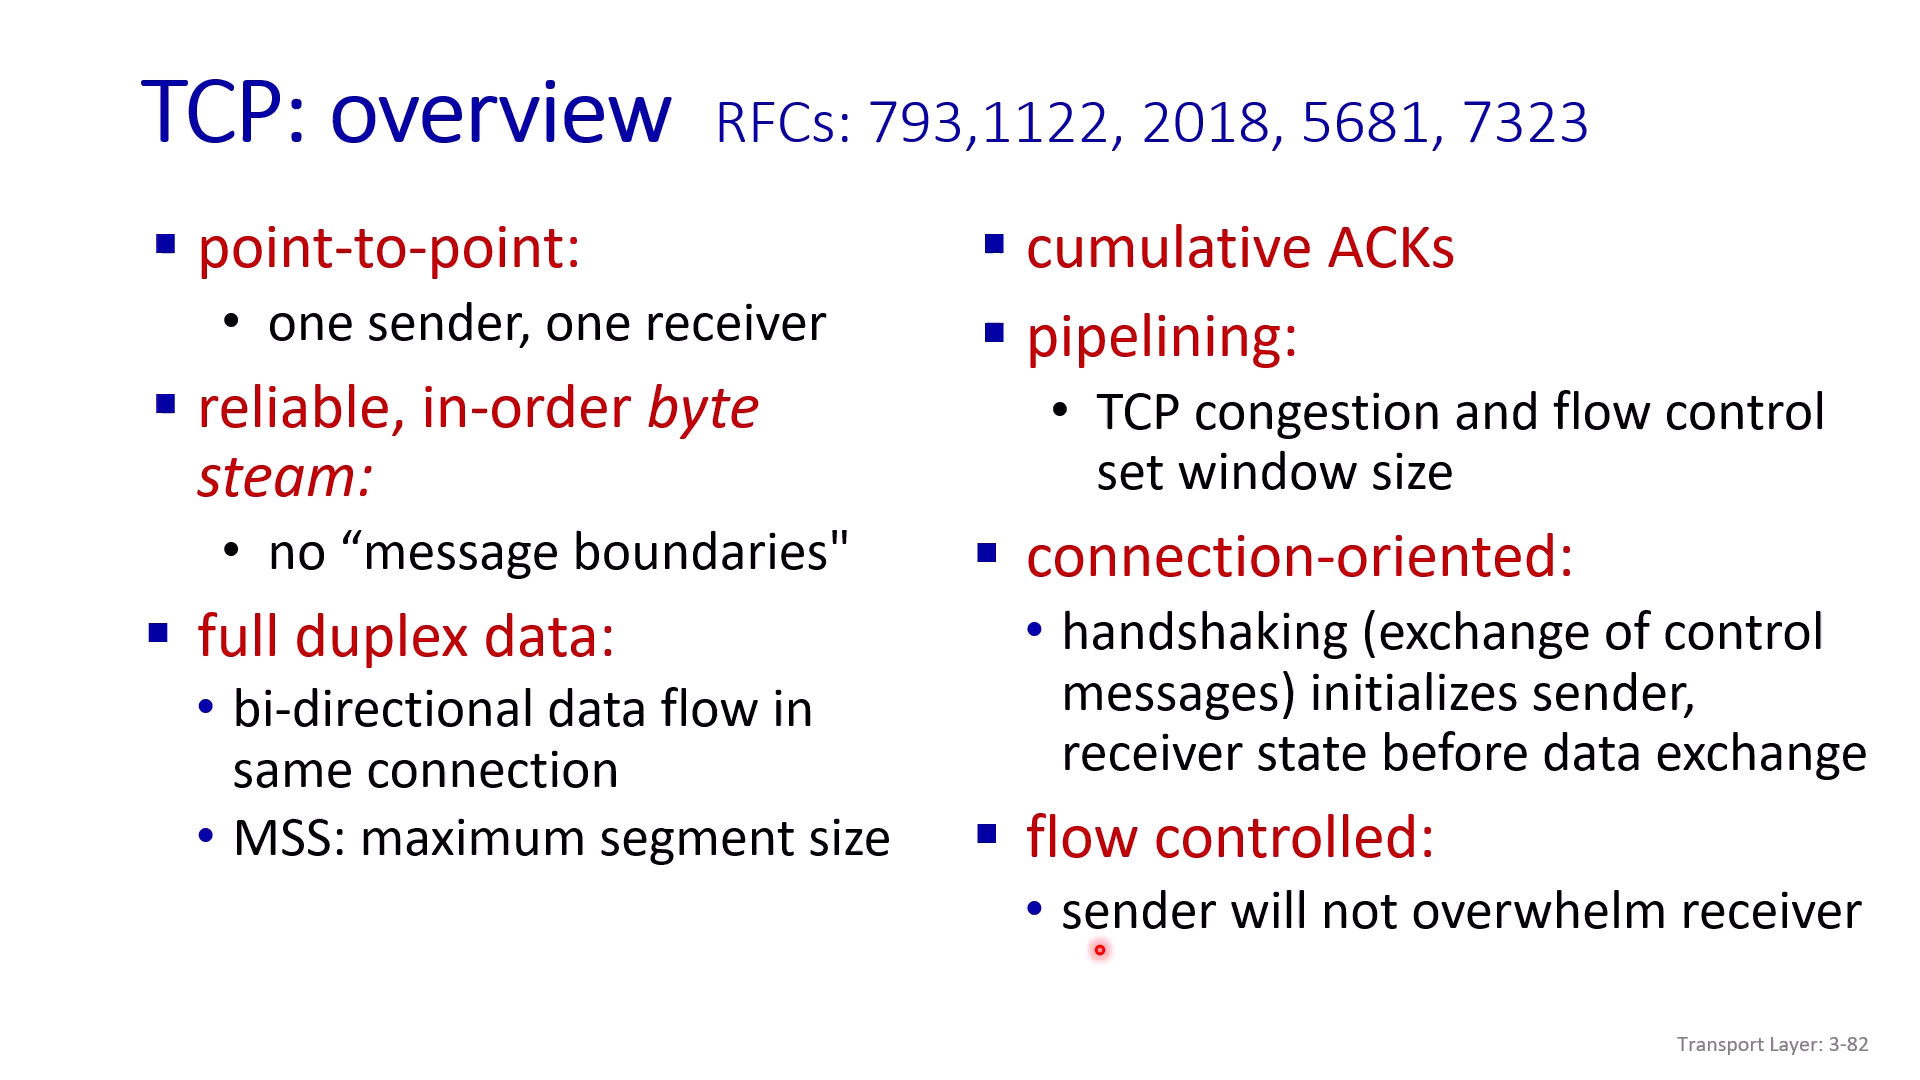 TCP: overview RFCs: 793,1122, 2018, 5681, 7323
▪ point-to-point:
• one sender, one receiver
▪ reliable, in-order byte
steam:
• no “message boundaries"
▪ full duplex data:
• bi-directional data flow in
same connection
• MSS: maximum segment size
▪ cumulative ACKs
▪ pipelining:
• TCP congestion and flow control
set window size
▪ connection-oriented:
• handshaking (exchange of control
messages) initializes sender,
receiver state before data exchange
▪ flow controlled:
• sender will not overwhelm receiver
Transport Layer: 3-82